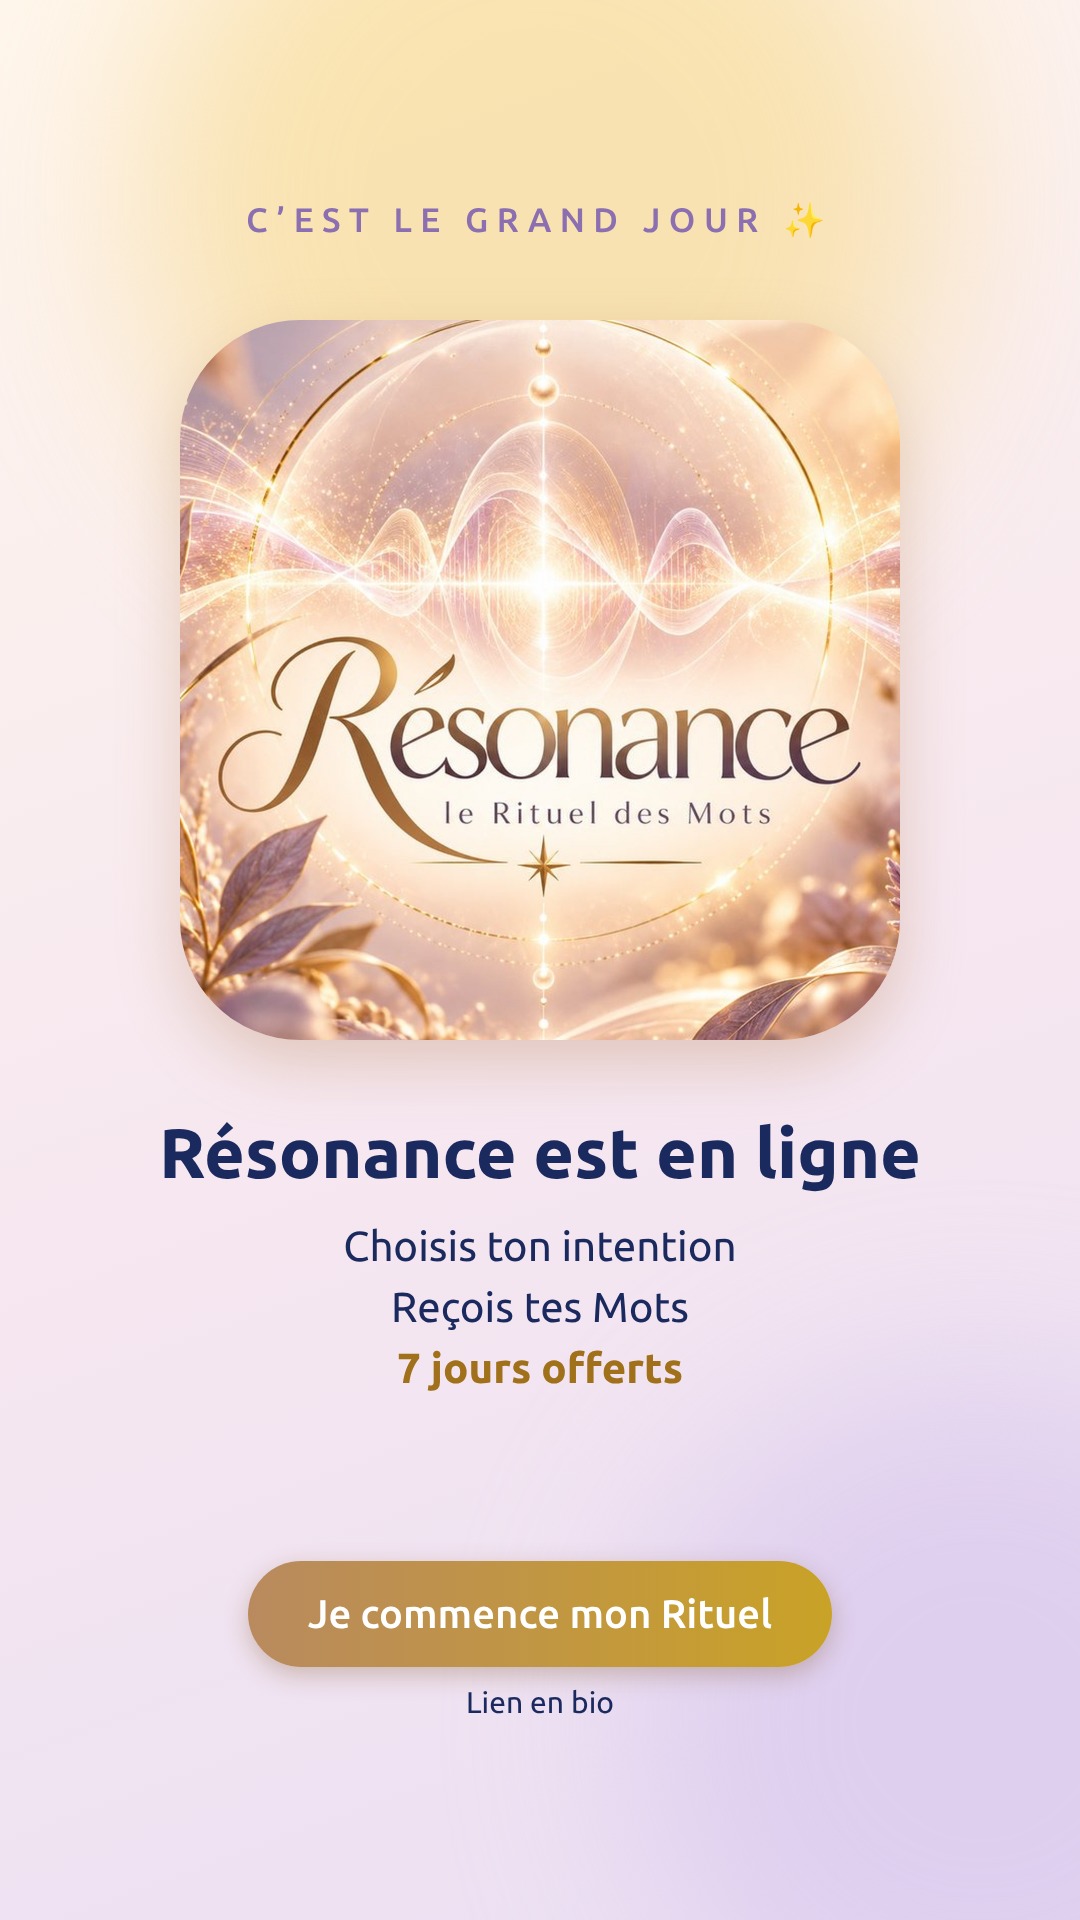 C’EST LE GRAND JOUR ✨
Résonance
le Rituel des Mots
Résonance est en ligne
Choisis ton intention
Reçois tes Mots
7 jours offerts
Je commence mon Rituel
Lien en bio